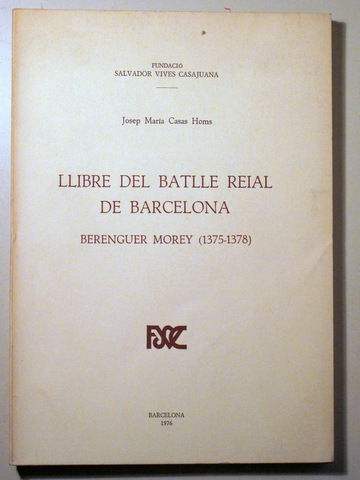 FUNDACIÓ
SALVADOR VIVES CASAJUANA
Josep Maria Casas Homs
LLIBRE DEL BATLLE REIAL
DE BARCELONA
BERENGUER MOREY (1375-1378)
FSVC
BARCELONA
1976